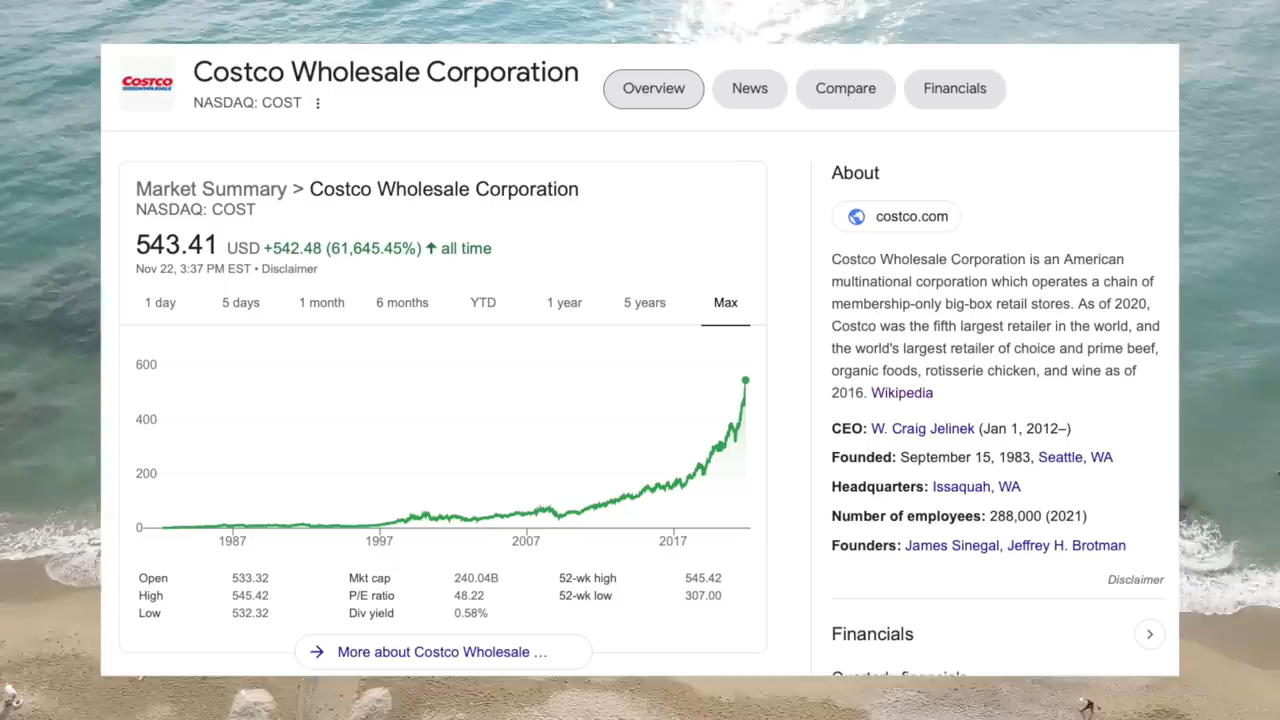 COSTCO
WHOLESALE
Costco Wholesale Corporation
NASDAQ: COST
Overview
News
Compare
Financials
Market Summary > Costco Wholesale Corporation
NASDAQ: COST
543.41 USD +542.48 (61,645.45%) ↑ all time
Nov 22, 3:37 PM EST • Disclaimer
1 day 5 days 1 month 6 months YTD 1 year 5 years Max
600
400
200
0
1987 1997 2007 2017
Open 533.32 Mkt cap 240.04B 52-wk high 545.42
High 545.42 P/E ratio 48.22 52-wk low 307.00
Low 532.32 Div yield 0.58%
More about Costco Wholesale …
About
costco.com
Costco Wholesale Corporation is an American
multinational corporation which operates a chain of
membership-only big-box retail stores. As of 2020,
Costco was the fifth largest retailer in the world, and
the world's largest retailer of choice and prime beef,
organic foods, rotisserie chicken, and wine as of
2016. Wikipedia
CEO: W. Craig Jelinek (Jan 1, 2012–)
Founded: September 15, 1983, Seattle, WA
Headquarters: Issaquah, WA
Number of employees: 288,000 (2021)
Founders: James Sinegal, Jeffrey H. Brotman
Disclaimer
Financials